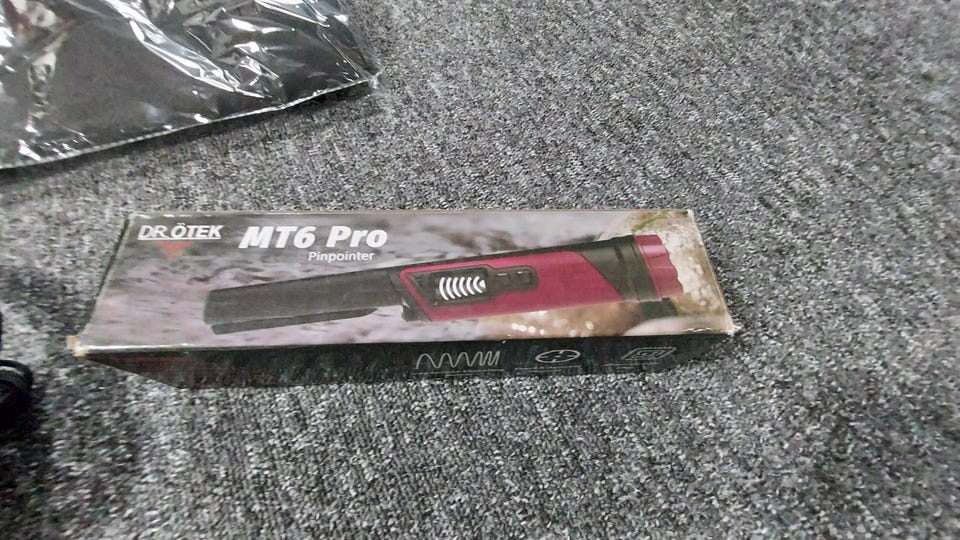 DR.ÖTEK
MT6 Pro
Pinpointer